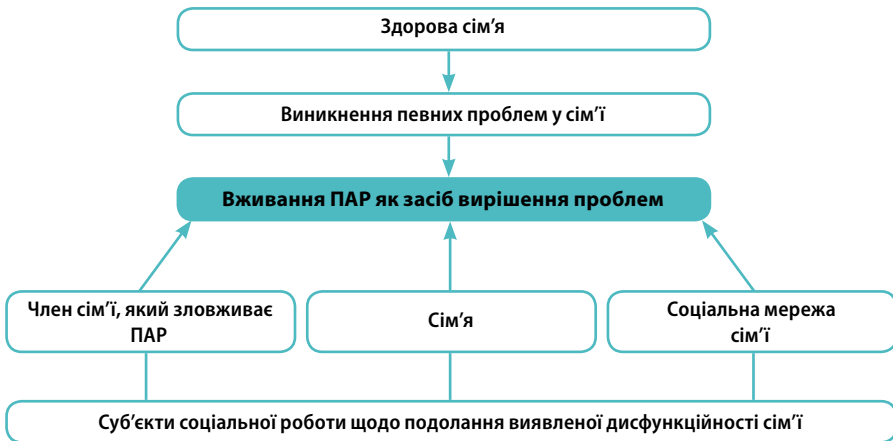 Здорова сім’я
Виникнення певних проблем у сім’ї
Вживання ПАР як засіб вирішення проблем
Член сім’ї, який зловживає
ПАР
Сім’я
Соціальна мережа
сім’ї
Суб’єкти соціальної роботи щодо подолання виявленої дисфункційності сім’ї